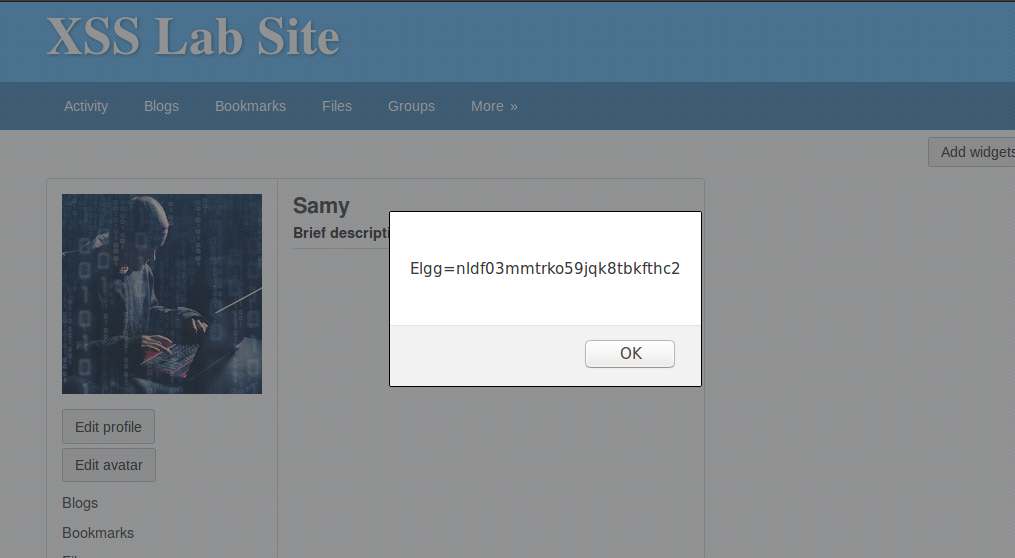 XSS Lab Site
Activity Blogs Bookmarks Files Groups More »
Add widgets
Samy
Brief descripti
Elgg=nldf03mmtrko59jqk8tbkfthc2
OK
Edit profile
Edit avatar
Blogs
Bookmarks